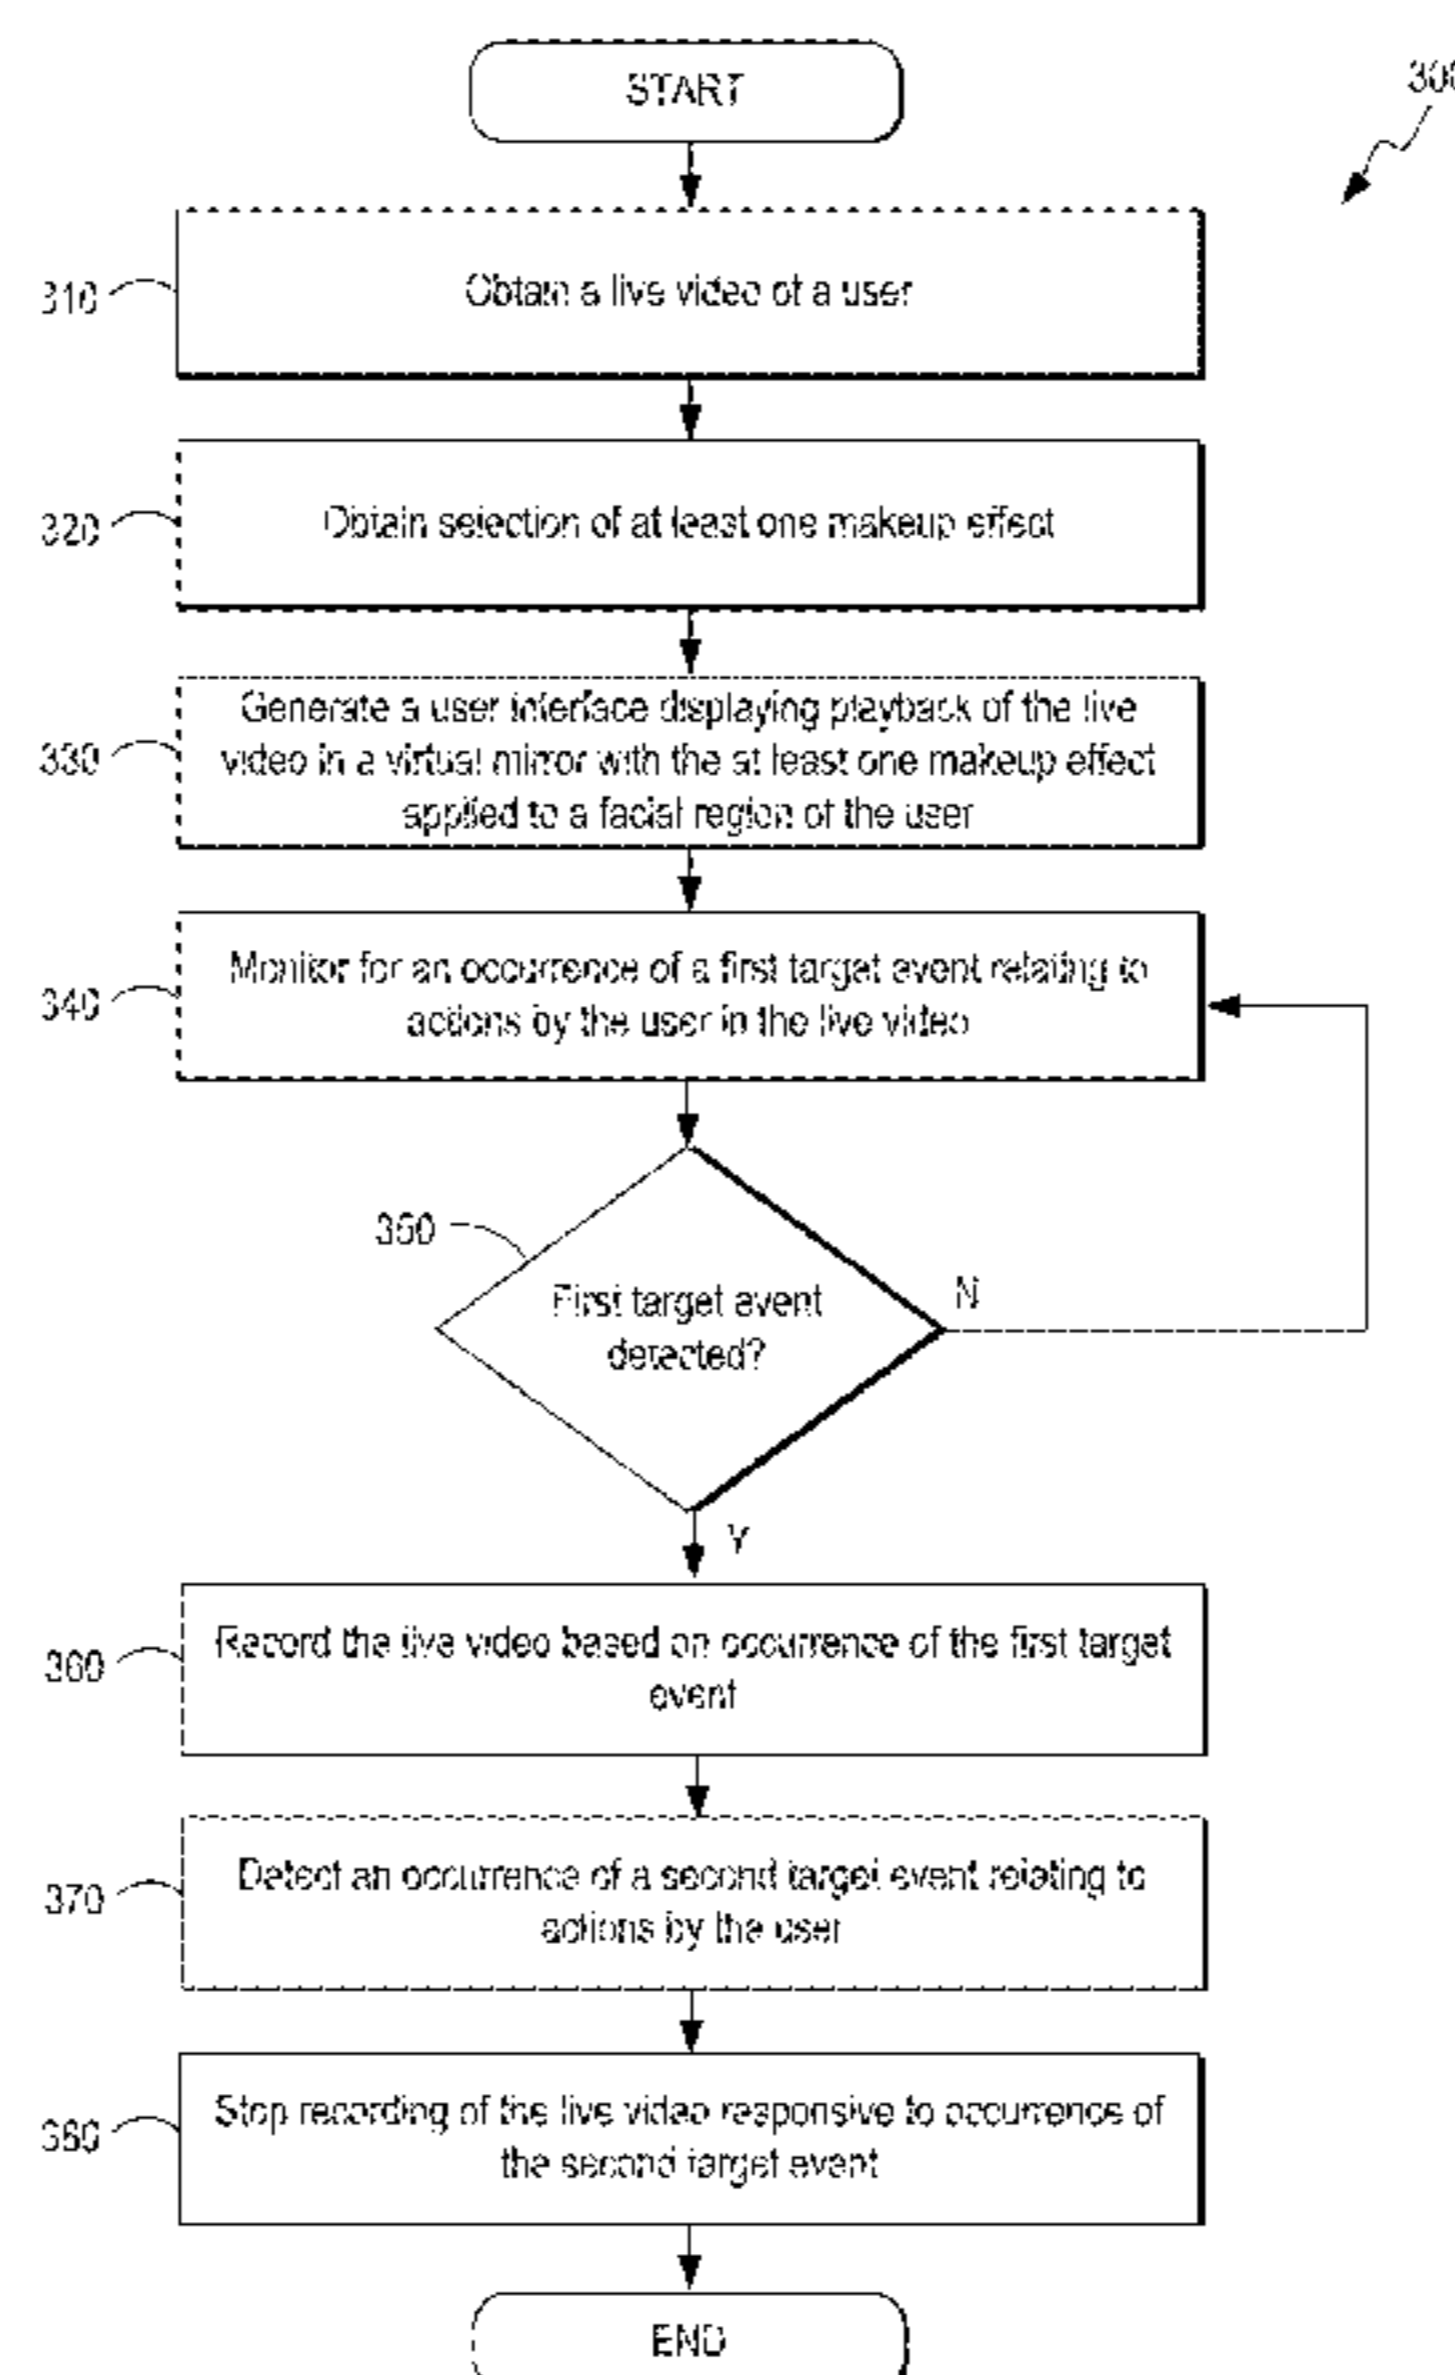 START
300
310
Obtain a live video of a user
320
Obtain selection of at least one makeup effect
330
Generate a user interface displaying playback of the live
video in a virtual mirror with the at least one makeup effect
applied to a facial region of the user
340
Monitor for an occurrence of a first target event relating to
actions by the user in the live video
350
First target event
detected?
N
Y
360
Record the live video based on occurrence of the first target
event
370
Detect an occurrence of a second target event relating to
actions by the user
380
Stop recording of the live video responsive to occurrence of
the second target event
END